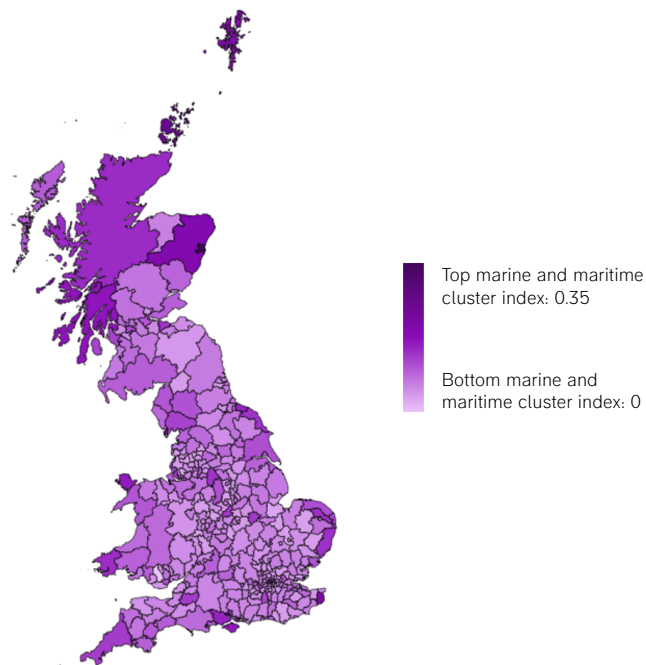 Top marine and maritime
cluster index: 0.35
Bottom marine and
maritime cluster index: 0